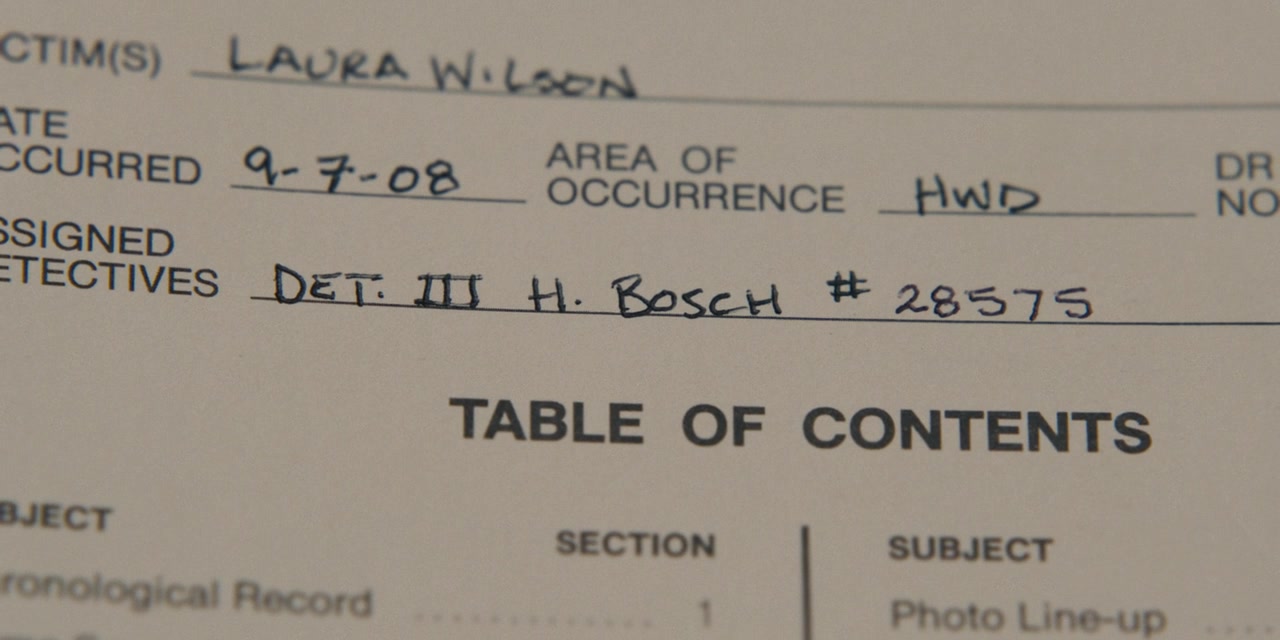 CTIM(S) LAURA WILSON
ATE
CCURRED 9-7-08 AREA OF OCCURRENCE HWD DR NO
SSIGNED
ETECTIVES DET. III H. BOSCH # 28575
TABLE OF CONTENTS
BJECT SECTION SUBJECT
ronological Record 1 Photo Line-up